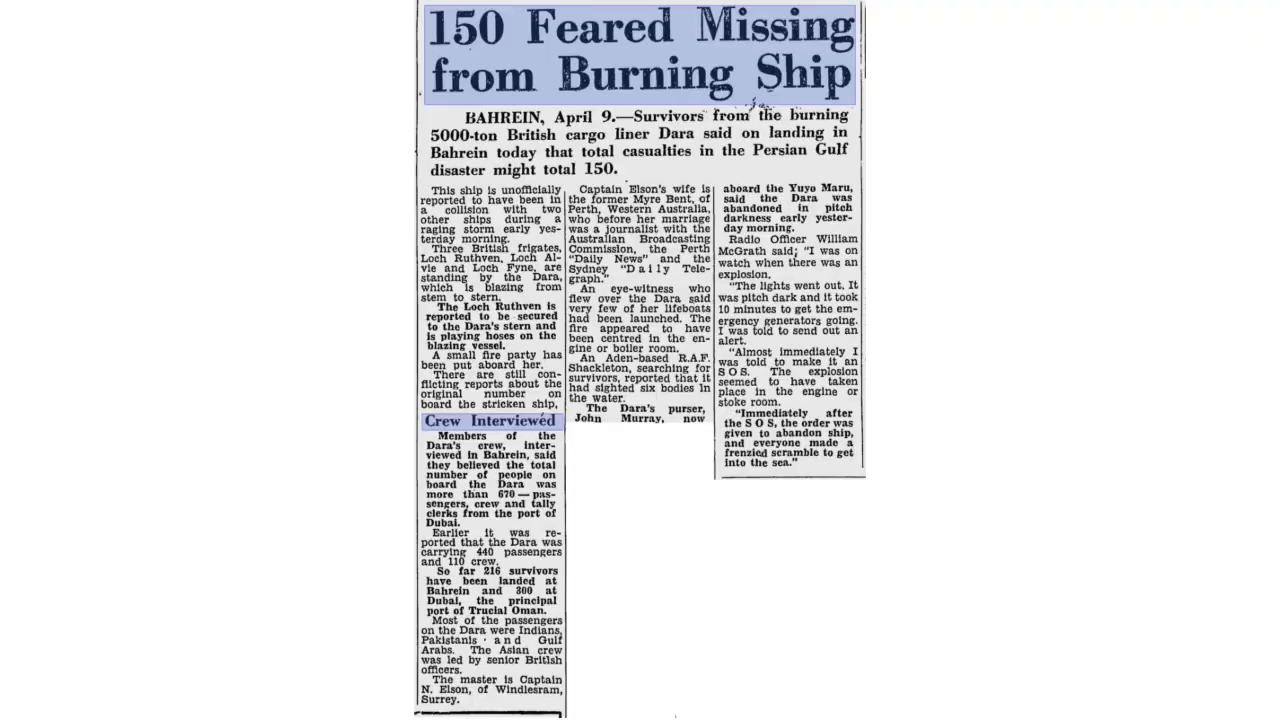 150 Feared Missing
from Burning Ship
BAHREIN, April 9.—Survivors from the burning
5000-ton British cargo liner Dara said on landing in
Bahrein today that total casualties in the Persian Gulf
disaster might total 150.
This ship is unofficially
reported to have been in
a collision with two
other ships during a
raging storm early yes-
terday morning.
Three British frigates,
Loch Ruthven, Loch Al-
vie and Loch Fyne, are
standing by the Dara,
which is blazing from
stem to stern.
The Loch Ruthven is
reported to be secured
to the Dara's stern and
is playing hoses on the
blazing vessel.
A small fire party has
been put aboard her.
There are still con-
flicting reports about the
original number on
board the stricken ship,
Crew Interviewed
Members of the
Dara's crew, inter-
viewed in Bahrein, said
they believed the total
number of people on
board the Dara was
more than 670 — pas-
sengers, crew and tally
clerks from the port of
Dubai.
Earlier it was re-
ported that the Dara was
carrying 440 passengers
and 110 crew.
So far 216 survivors
have been landed at
Bahrein and 300 at
Dubai, the principal
port of Trucial Oman.
Most of the passengers
on the Dara were Indians,
Pakistanis and Gulf
Arabs. The Asian crew
was led by senior British
officers.
The master is Captain
N. Elson, of Windlesram,
Surrey.
Captain Elson's wife is
the former Myre Bent, of
Perth, Western Australia,
who before her marriage
was a journalist with the
Australian Broadcasting
Commission, the Perth
"Daily News" and the
Sydney "Daily Tele-
graph."
An eye-witness who
flew over the Dara said
very few of her lifeboats
had been launched. The
fire appeared to have
been centred in the en-
gine or boiler room.
An Aden-based R.A.F.
Shackleton, searching for
survivors, reported that it
had sighted six bodies in
the water.
The Dara's purser,
John Murray, now
aboard the Yuyo Maru,
said the Dara was
abandoned in pitch
darkness early yester-
day morning.
Radio Officer William
McGrath said; "I was on
watch when there was an
explosion.
"The lights went out. It
was pitch dark and it took
10 minutes to get the em-
ergency generators going.
I was told to send out an
alert.
"Almost immediately I
was told to make it an
S O S. The explosion
seemed to have taken
place in the engine or
stoke room.
"Immediately after
the S O S, the order was
given to abandon ship,
and everyone made a
frenzied scramble to get
into the sea."